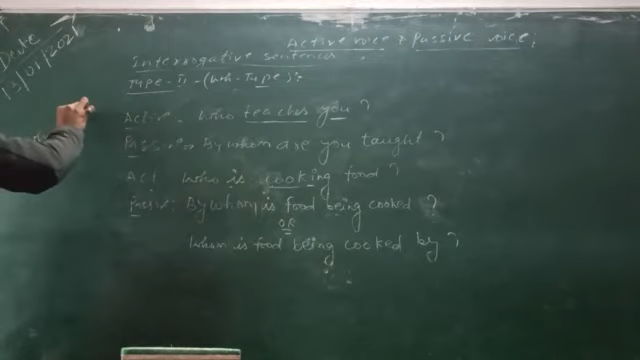 Date
13/01/2021
Active voice & Passive voice;
Interrogative sentences
Type-II-(Wh-Type):
Active - Who teaches you?
Pass. :- By whom are you taught?
Act Who is cooking food?
Passive: By whom is food being cooked?
OR
Whom is food being cooked by?